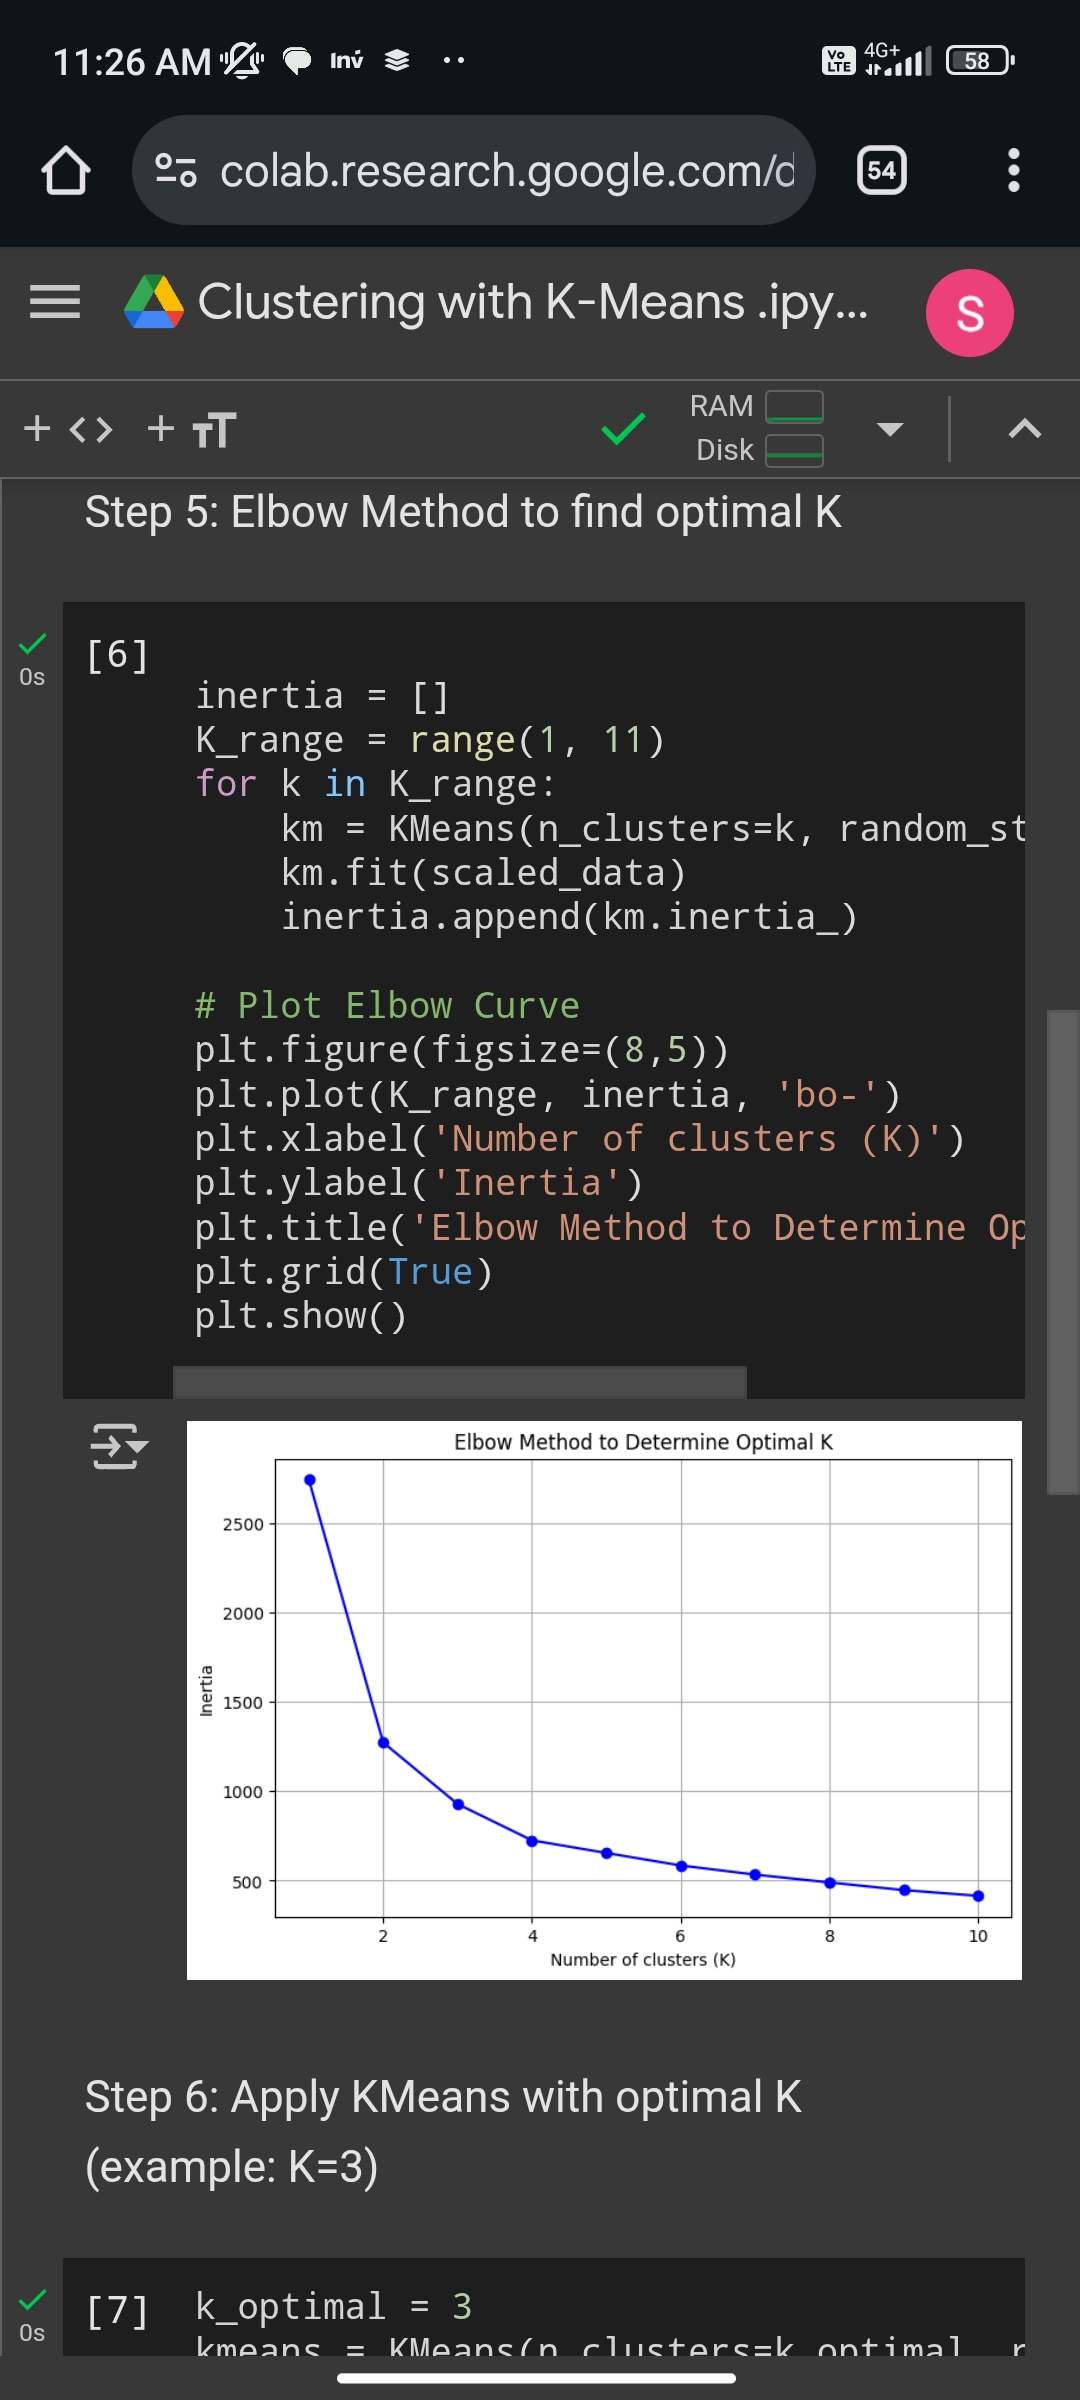 11:26 AM Inv́ ·· Vo LTE 4G+ 58
colab.research.google.com/d 54
Clustering with K-Means .ipy... S
+ <> + TT RAM
Disk
Step 5: Elbow Method to find optimal K
[6]
0s
inertia = []
K_range = range(1, 11)
for k in K_range:
    km = KMeans(n_clusters=k, random_st
    km.fit(scaled_data)
    inertia.append(km.inertia_)
# Plot Elbow Curve
plt.figure(figsize=(8,5))
plt.plot(K_range, inertia, 'bo-')
plt.xlabel('Number of clusters (K)')
plt.ylabel('Inertia')
plt.title('Elbow Method to Determine Op
plt.grid(True)
plt.show()
Elbow Method to Determine Optimal K
2500
2000
1500
1000
500
Inertia
2 4 6 8 10
Number of clusters (K)
Step 6: Apply KMeans with optimal K
(example: K=3)
[7] k_optimal = 3
0s
kmeans = KMeans(n_clusters=k_optimal, r